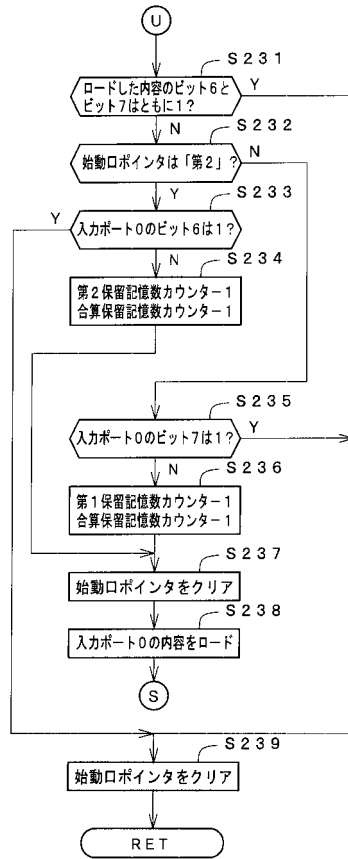 U
S231
ロードした内容のビット6と
ビット7はともに1?
Y
N
S232
始動口ポインタは「第2」?
N
Y
S233
Y
入力ポート0のビット6は1?
N
S234
第2保留記憶数カウンタ-1
合算保留記憶数カウンタ-1
S235
入力ポート0のビット7は1?
Y
N
S236
第1保留記憶数カウンタ-1
合算保留記憶数カウンタ-1
S237
始動口ポインタをクリア
S238
入力ポート0の内容をロード
S
S239
始動口ポインタをクリア
RET